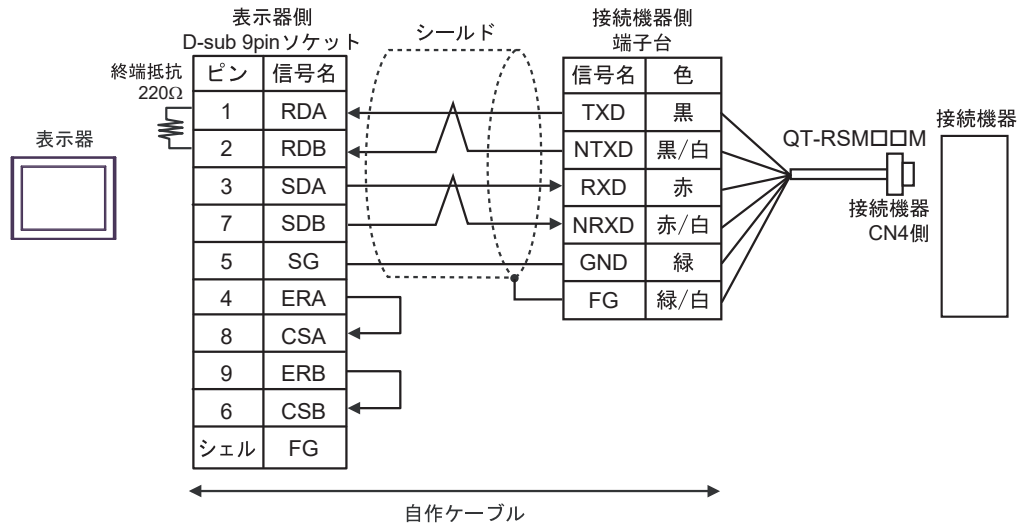 表示器側
D-sub 9pinソケット
シールド
接続機器側
端子台
終端抵抗
220Ω
ピン 信号名
1 RDA
2 RDB
3 SDA
7 SDB
5 SG
4 ERA
8 CSA
9 ERB
6 CSB
シェル FG
信号名 色
TXD 黒
NTXD 黒/白
RXD 赤
NRXD 赤/白
GND 緑
FG 緑/白
表示器
QT-RSM□□M
接続機器
CN4側
接続機器
自作ケーブル